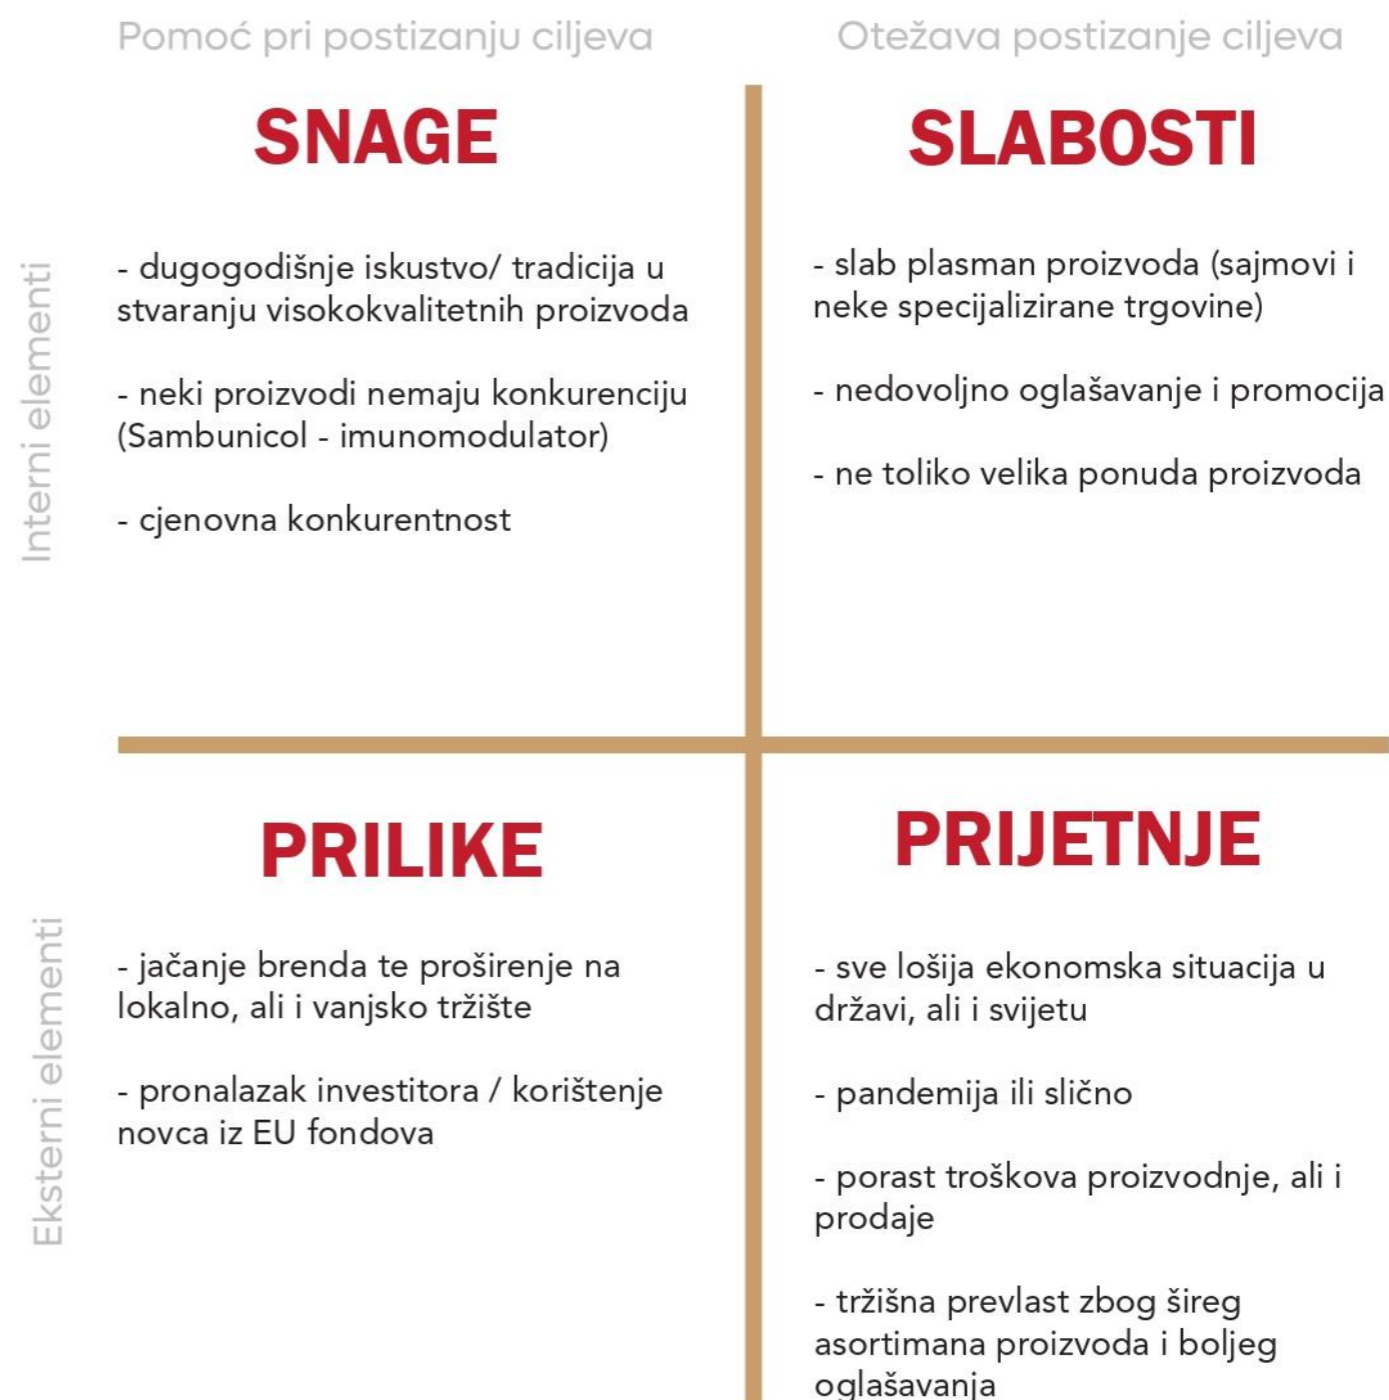 Pomoć pri postizanju ciljeva
Otežava postizanje ciljeva
Interni elementi
SNAGE
- dugogodišnje iskustvo/ tradicija u
stvaranju visokokvalitetnih proizvoda
- neki proizvodi nemaju konkurenciju
(Sambunicol - imunomodulator)
- cjenovna konkurentnost
SLABOSTI
- slab plasman proizvoda (sajmovi i
neke specijalizirane trgovine)
- nedovoljno oglašavanje i promocija
- ne toliko velika ponuda proizvoda
Eksterni elementi
PRILIKE
- jačanje brenda te proširenje na
lokalno, ali i vanjsko tržište
- pronalazak investitora / korištenje
novca iz EU fondova
PRIJETNJE
- sve lošija ekonomska situacija u
državi, ali i svijetu
- pandemija ili slično
- porast troškova proizvodnje, ali i
prodaje
- tržišna prevlast zbog šireg
asortimana proizvoda i boljeg
oglašavanja